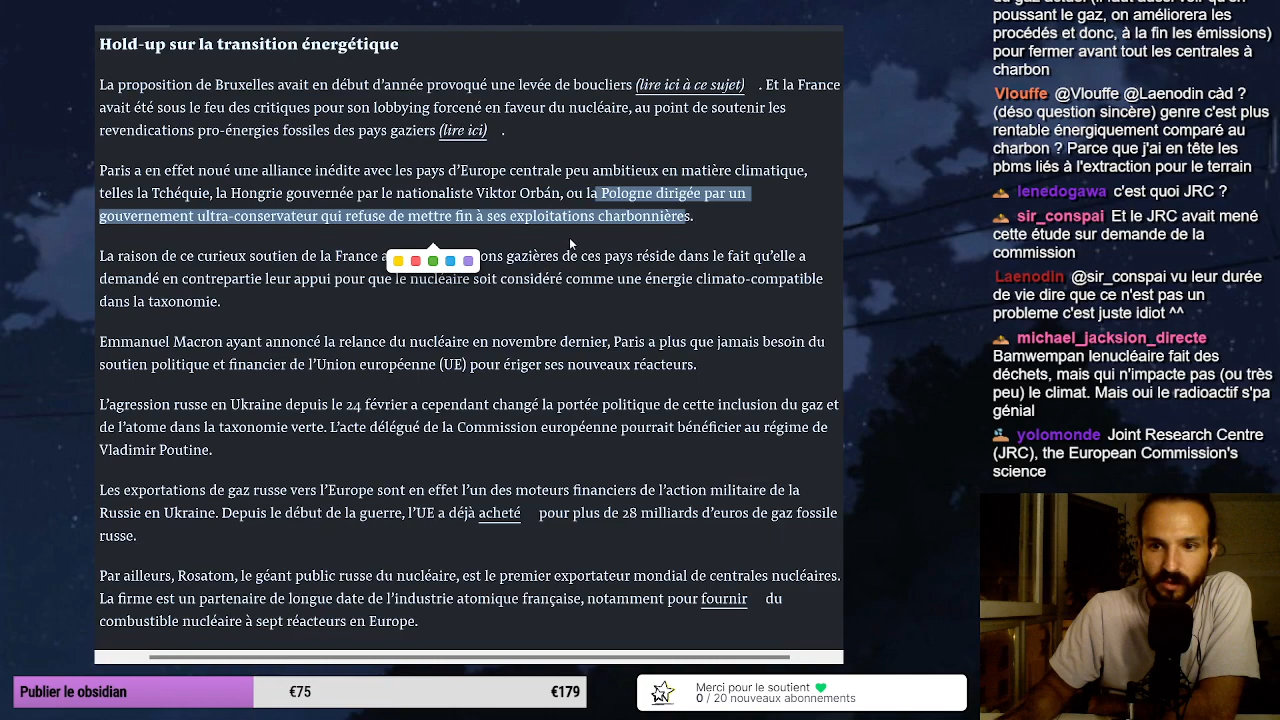 Hold-up sur la transition énergétique
La proposition de Bruxelles avait en début d'année provoqué une levée de boucliers (lire ici à ce sujet) . Et la France
avait été sous le feu des critiques pour son lobbying forcené en faveur du nucléaire, au point de soutenir les
revendications pro-énergies fossiles des pays gaziers (lire ici) .
Paris a en effet noué une alliance inédite avec les pays d'Europe centrale peu ambitieux en matière climatique,
telles la Tchéquie, la Hongrie gouvernée par le nationaliste Viktor Orbán, ou la Pologne dirigée par un
gouvernement ultra-conservateur qui refuse de mettre fin à ses exploitations charbonnières.
La raison de ce curieux soutien de la France a ons gazières de ces pays réside dans le fait qu'elle a
demandé en contrepartie leur appui pour que le nucléaire soit considéré comme une énergie climato-compatible
dans la taxonomie.
Emmanuel Macron ayant annoncé la relance du nucléaire en novembre dernier, Paris a plus que jamais besoin du
soutien politique et financier de l'Union européenne (UE) pour ériger ses nouveaux réacteurs.
L'agression russe en Ukraine depuis le 24 février a cependant changé la portée politique de cette inclusion du gaz et
de l'atome dans la taxonomie verte. L'acte délégué de la Commission européenne pourrait bénéficier au régime de
Vladimir Poutine.
Les exportations de gaz russe vers l'Europe sont en effet l'un des moteurs financiers de l'action militaire de la
Russie en Ukraine. Depuis le début de la guerre, l'UE a déjà acheté pour plus de 28 milliards d'euros de gaz fossile
russe.
Par ailleurs, Rosatom, le géant public russe du nucléaire, est le premier exportateur mondial de centrales nucléaires.
La firme est un partenaire de longue date de l'industrie atomique française, notamment pour fournir du
combustible nucléaire à sept réacteurs en Europe.
poussant le gaz, on améliorera les
procédés et donc, à la fin les émissions)
pour fermer avant tout les centrales à
charbon
Vlouffe @Vlouffe @Laenodin càd ?
(déso question sincère) genre c'est plus
rentable énergiquement comparé au
charbon ? Parce que j'ai en tête les
pbms liés à l'extraction pour le terrain
lenedogawa c'est quoi JRC ?
sir_conspai Et le JRC avait mené
cette étude sur demande de la
commission
Laenodin @sir_conspai vu leur durée
de vie dire que ce n'est pas un
probleme c'est juste idiot ^^
michael_jacksion_directe
Bamwempan lenucléaire fait des
déchets, mais qui n'impacte pas (ou très
peu) le climat. Mais oui le radioactif s'pa
génial
yolomonde Joint Research Centre
(JRC), the European Commission's
science
Publier le obsidian €75 €179
Merci pour le soutient
0 / 20 nouveaux abonnements